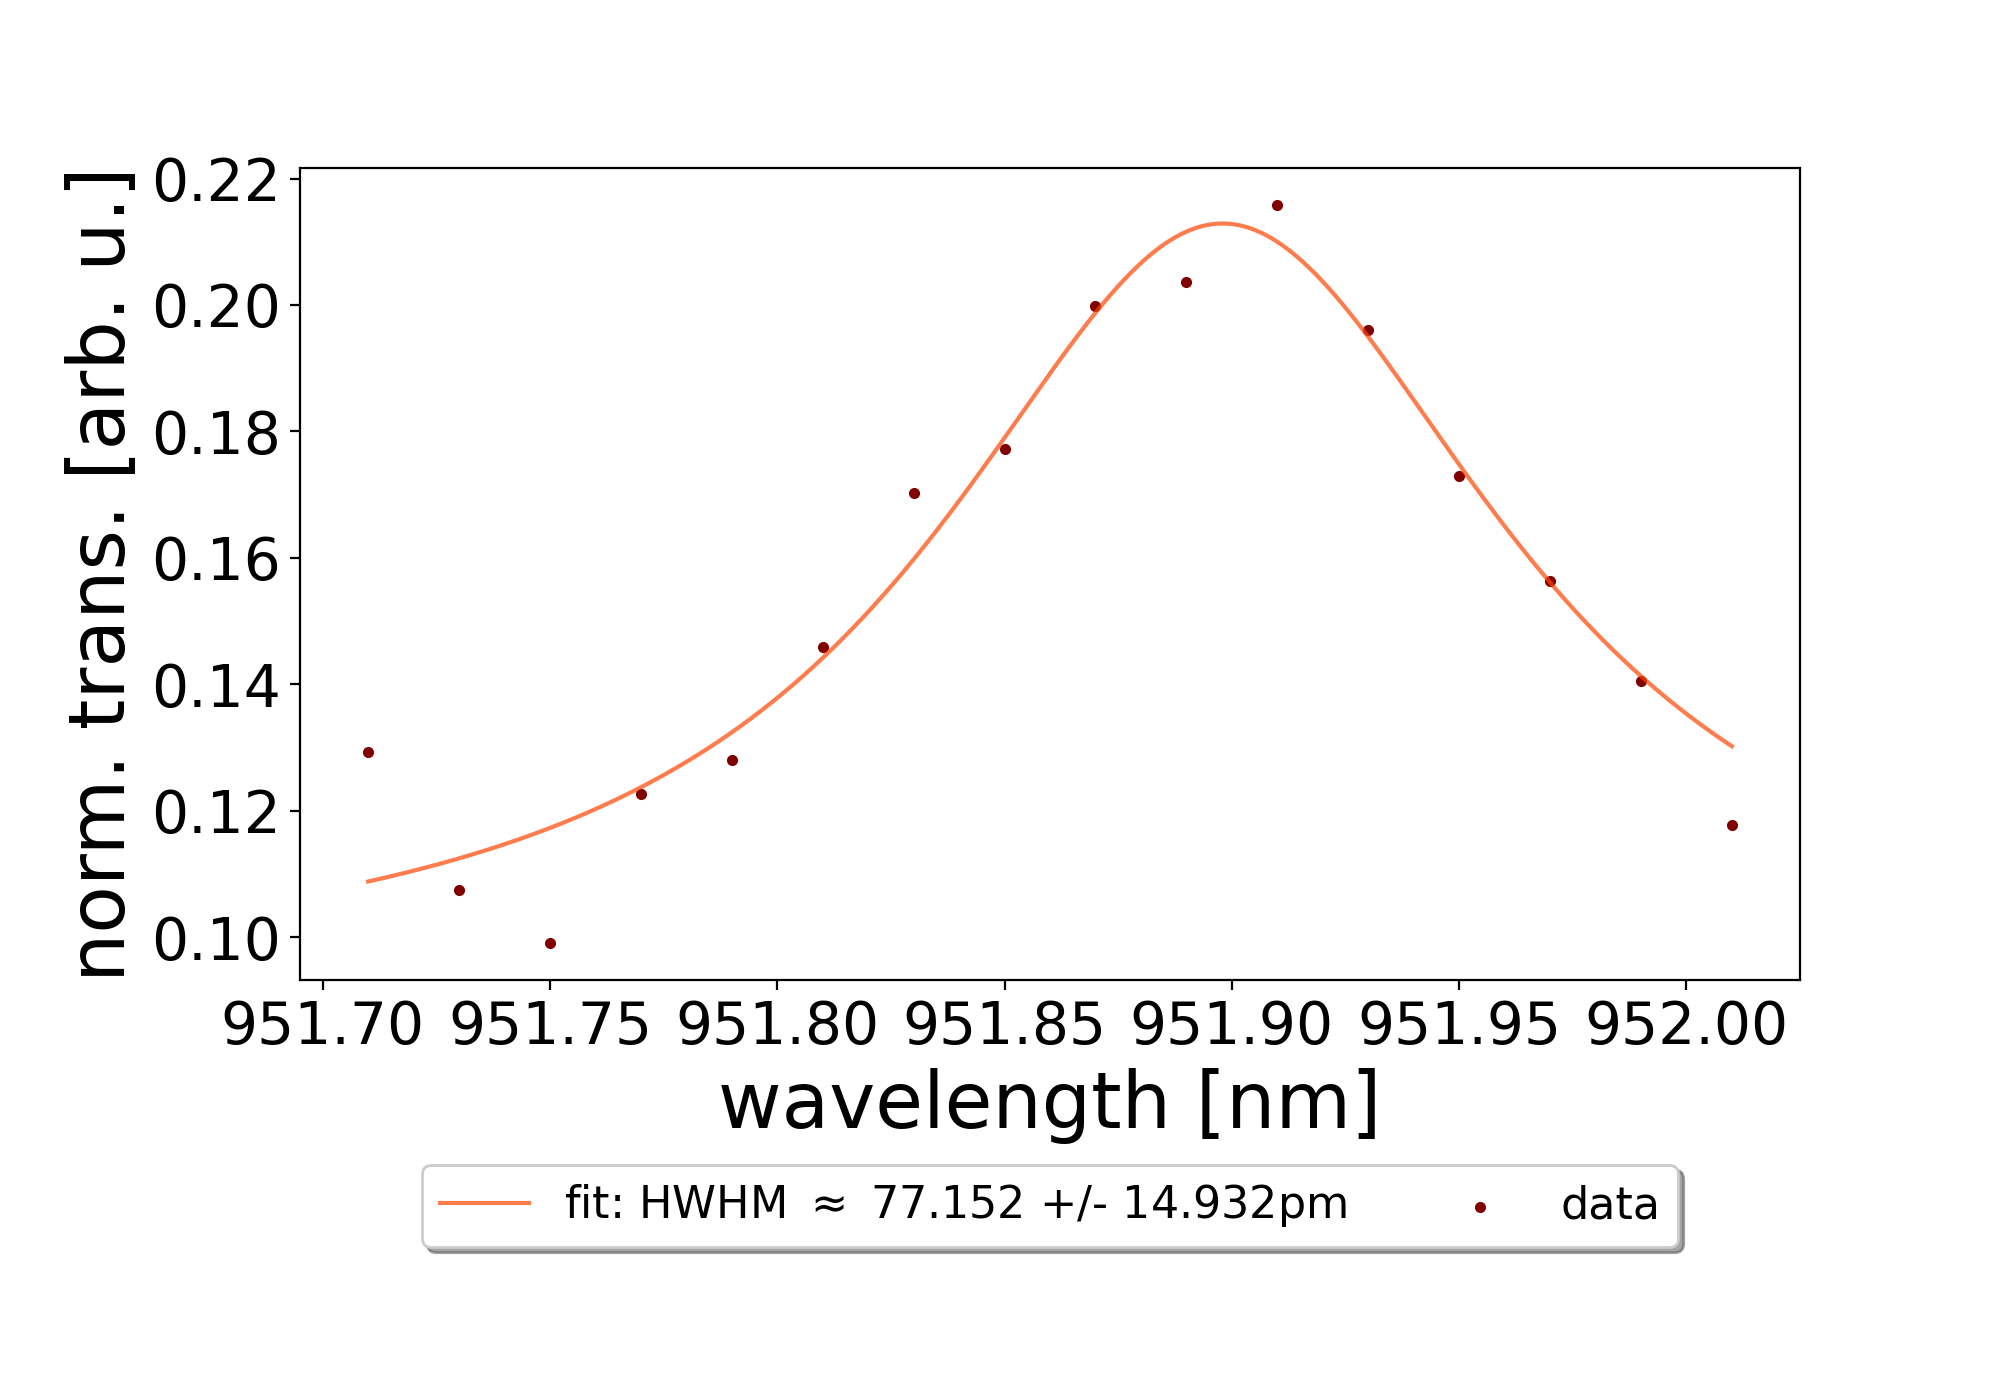 norm. trans. [arb. u.]
0.22
0.20
0.18
0.16
0.14
0.12
0.10
951.70 951.75 951.80 951.85 951.90 951.95 952.00
wavelength [nm]
fit: HWHM ≈ 77.152 +/- 14.932pm data